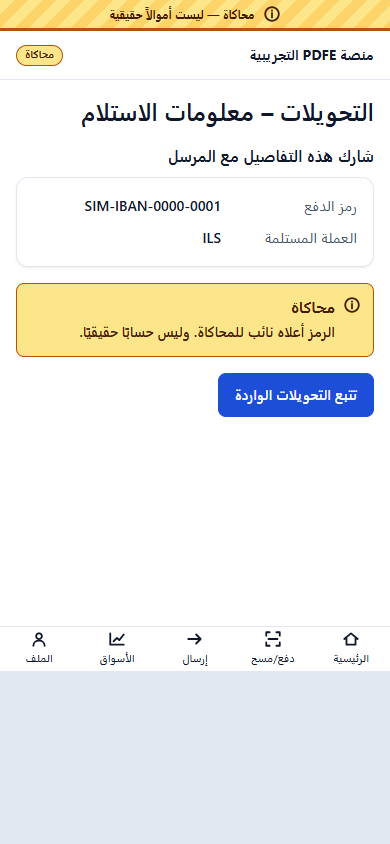 محاكاة — ليست أموالاً حقيقية
منصة PDFE التجريبية
محاكاة
التحويلات – معلومات الاستلام
شارك هذه التفاصيل مع المرسل
رمز الدفع
SIM-IBAN-0000-0001
العملة المستلمة
ILS
محاكاة
الرمز أعلاه نائب للمحاكاة. وليس حسابًا حقيقيًا.
تتبع التحويلات الواردة
الرئيسية
دفع/مسح
إرسال
الأسواق
الملف